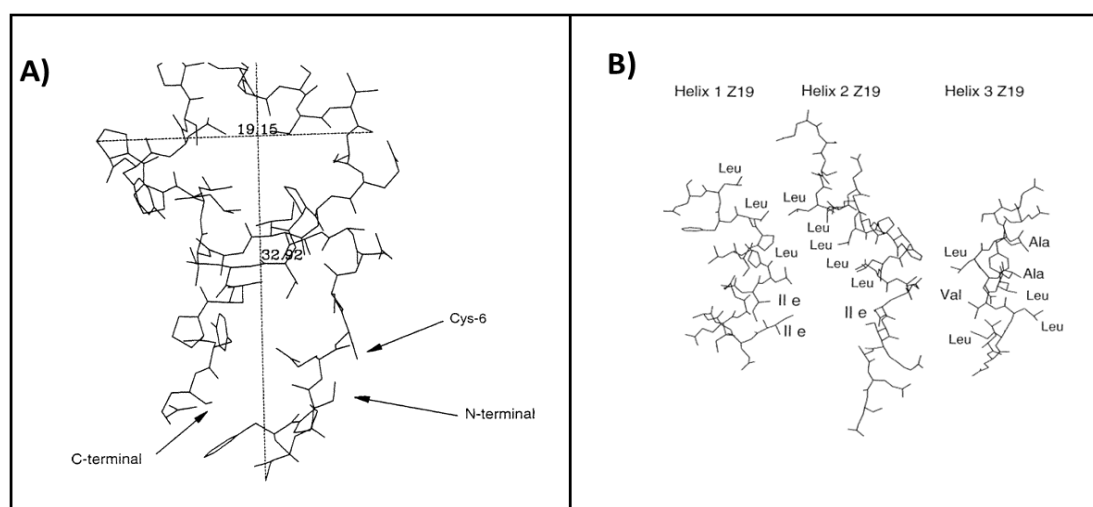 A)
19.15
32.92
Cys-6
N-terminal
C-terminal
B)
Helix 1 Z19 Helix 2 Z19 Helix 3 Z19
Leu
Leu
Leu
Il e
Il e
Leu
Leu
Leu
Leu
Il e
Ala
Leu
Ala
Val
Leu
Leu
Leu